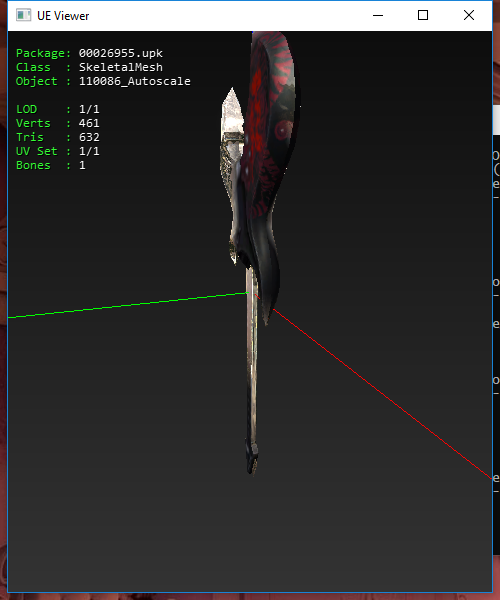 UE Viewer
Package: 00026955.upk
Class : SkeletalMesh
Object : 110086_Autoscale
LOD : 1/1
Verts : 461
Tris : 632
UV Set : 1/1
Bones : 1